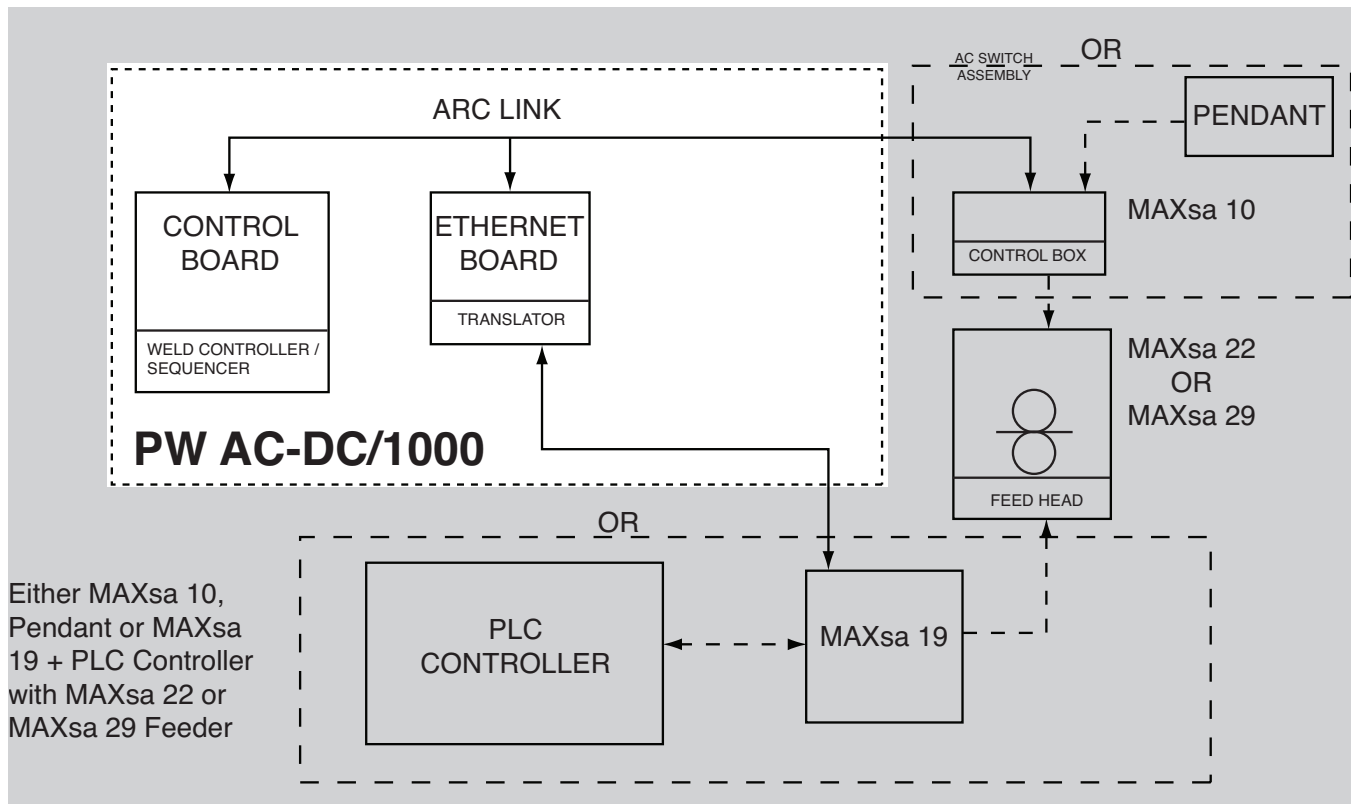 OR
AC SWITCH
ASSEMBLY
ARC LINK
PENDANT
CONTROL
BOARD
ETHERNET
BOARD
MAXsa 10
CONTROL BOX
TRANSLATOR
WELD CONTROLLER /
SEQUENCER
MAXsa 22
OR
MAXsa 29
PW AC-DC/1000
FEED HEAD
OR
Either MAXsa 10,
Pendant or MAXsa
19 + PLC Controller
with MAXsa 22 or
MAXsa 29 Feeder
PLC
CONTROLLER
MAXsa 19